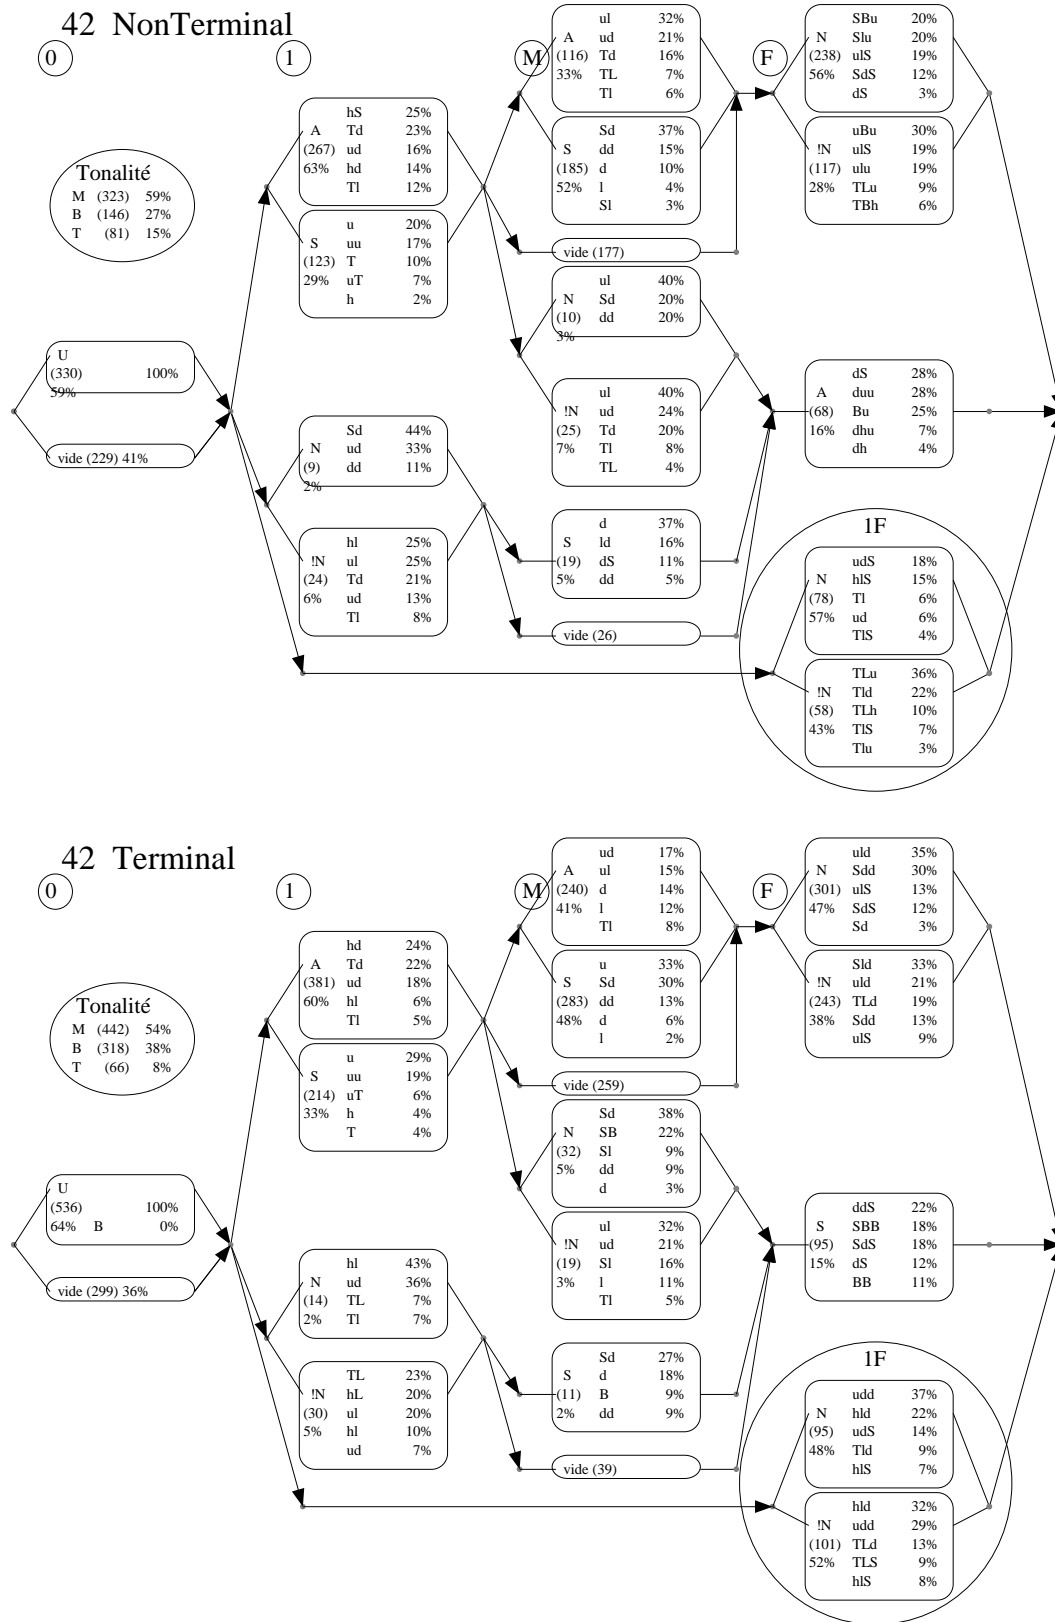 42 NonTerminal
0
1
M
F
Tonalité
M (323) 59%
B (146) 27%
T (81) 15%
U
(330) 100%
59%
vide (229) 41%
hS 25%
A Td 23%
(267) ud 16%
63% hd 14%
Tl 12%
u 20%
S uu 17%
(123) T 10%
29% uT 7%
h 2%
Sd 44%
N ud 33%
(9) dd 11%
2%
hl 25%
!N ul 25%
(24) Td 21%
6% ud 13%
Tl 8%
ul 32%
A ud 21%
(116) Td 16%
33% TL 7%
Tl 6%
Sd 37%
S dd 15%
(185) d 10%
52% l 4%
Sl 3%
vide (177)
ul 40%
N Sd 20%
(10) dd 20%
3%
ul 40%
!N ud 24%
(25) Td 20%
7% Tl 8%
TL 4%
d 37%
S ld 16%
(19) dS 11%
5% dd 5%
vide (26)
SBu 20%
N Slu 20%
(238) ulS 19%
56% SdS 12%
dS 3%
uBu 30%
!N ulS 19%
(117) ulu 19%
28% TLu 9%
TBh 6%
dS 28%
A duu 28%
(68) Bu 25%
16% dhu 7%
dh 4%
1F
udS 18%
N hlS 15%
(78) Tl 6%
57% ud 6%
TlS 4%
TLu 36%
!N Tld 22%
(58) TLh 10%
43% TlS 7%
Tlu 3%
42 Terminal
0
1
M
F
Tonalité
M (442) 54%
B (318) 38%
T (66) 8%
U
(536) 100%
64% B 0%
vide (299) 36%
hd 24%
A Td 22%
(381) ud 18%
60% hl 6%
Tl 5%
u 29%
S uu 19%
(214) uT 6%
33% h 4%
T 4%
hl 43%
N ud 36%
(14) TL 7%
2% Tl 7%
TL 23%
!N hL 20%
(30) ul 20%
5% hl 10%
ud 7%
ud 17%
A ul 15%
(240) d 14%
41% l 12%
Tl 8%
u 33%
S Sd 30%
(283) dd 13%
48% d 6%
l 2%
vide (259)
Sd 38%
N SB 22%
(32) Sl 9%
5% dd 9%
d 3%
ul 32%
!N ud 21%
(19) Sl 16%
3% l 11%
Tl 5%
Sd 27%
S d 18%
(11) B 9%
2% dd 9%
vide (39)
uld 35%
N Sdd 30%
(301) ulS 13%
47% SdS 12%
Sd 3%
Sld 33%
!N uld 21%
(243) TLd 19%
38% Sdd 13%
ulS 9%
ddS 22%
S SBB 18%
(95) SdS 18%
15% dS 12%
BB 11%
1F
udd 37%
N hld 22%
(95) udS 14%
48% Tld 9%
hlS 7%
hld 32%
!N udd 29%
(101) TLd 13%
52% TLS 9%
hlS 8%